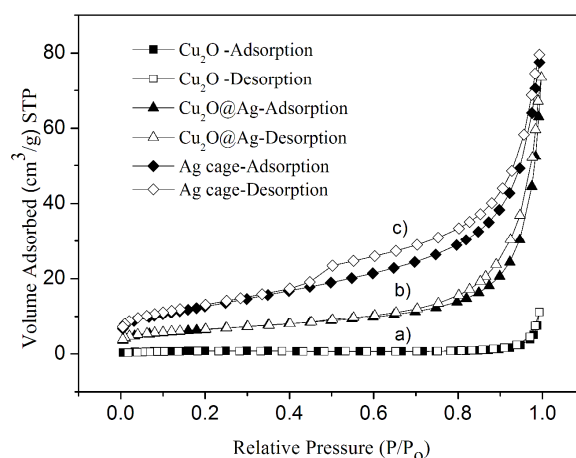 80
60
40
20
0
Volume Adsorbed (cm³/g) STP
Cu₂O -Adsorption
Cu₂O -Desorption
Cu₂O@Ag-Adsorption
Cu₂O@Ag-Desorption
Ag cage-Adsorption
Ag cage-Desorption
c)
b)
a)
0.0 0.2 0.4 0.6 0.8 1.0
Relative Pressure (P/P₀)